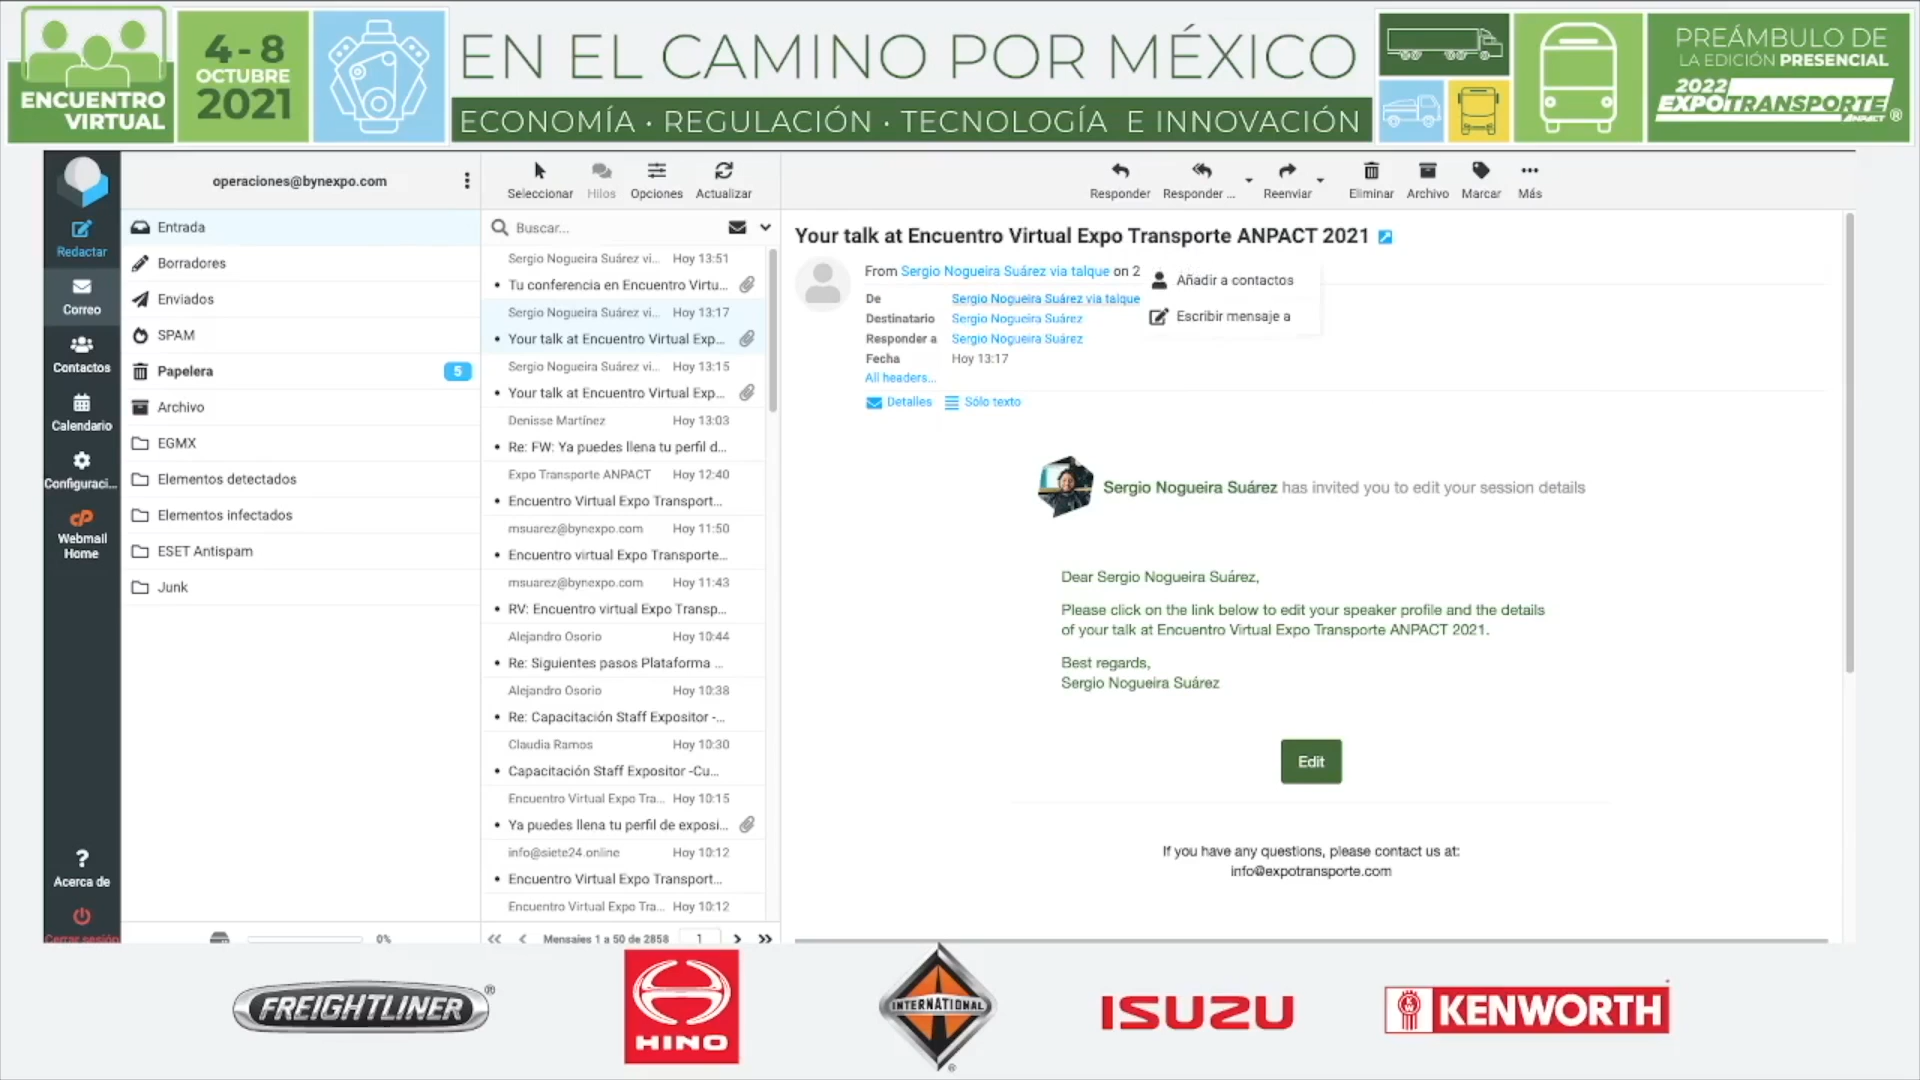 ENCUENTRO
VIRTUAL
4 - 8
OCTUBRE
2021
EN EL CAMINO POR MÉXICO
ECONOMÍA · REGULACIÓN · TECNOLOGÍA E INNOVACIÓN
PREÁMBULO DE
LA EDICIÓN PRESENCIAL
2022
EXPOTRANSPORTE ®
ANPACT
operaciones@bynexpo.com
Redactar
Correo
Contactos
Calendario
Configuraci...
cP
Webmail
Home
?
Acerca de
Cerrar sesión
Entrada
Borradores
Enviados
SPAM
Papelera 5
Archivo
EGMX
Elementos detectados
Elementos infectados
ESET Antispam
Junk
0%
Seleccionar Hilos Opciones Actualizar
Buscar...
Sergio Nogueira Suárez vi... Hoy 13:51
• Tu conferencia en Encuentro Virtu...
Sergio Nogueira Suárez vi... Hoy 13:17
• Your talk at Encuentro Virtual Exp...
Sergio Nogueira Suárez vi... Hoy 13:15
• Your talk at Encuentro Virtual Exp...
Denisse Martínez Hoy 13:03
• Re: FW: Ya puedes llena tu perfil d...
Expo Transporte ANPACT Hoy 12:40
• Encuentro Virtual Expo Transport...
msuarez@bynexpo.com Hoy 11:50
• Encuentro virtual Expo Transporte...
msuarez@bynexpo.com Hoy 11:43
• RV: Encuentro virtual Expo Transp...
Alejandro Osorio Hoy 10:44
• Re: Siguientes pasos Plataforma ...
Alejandro Osorio Hoy 10:38
• Re: Capacitación Staff Expositor -...
Claudia Ramos Hoy 10:30
• Capacitación Staff Expositor -Cu...
Encuentro Virtual Expo Tra... Hoy 10:15
• Ya puedes llena tu perfil de exposi...
info@siete24.online Hoy 10:12
• Encuentro Virtual Expo Transport...
Encuentro Virtual Expo Tra... Hoy 10:12
Mensajes 1 a 50 de 2858 1
Responder Responder ... Reenviar Eliminar Archivo Marcar Más
Your talk at Encuentro Virtual Expo Transporte ANPACT 2021
From Sergio Nogueira Suárez via talque on 2
Añadir a contactos
Escribir mensaje a
De Sergio Nogueira Suárez via talque
Destinatario Sergio Nogueira Suárez
Responder a Sergio Nogueira Suárez
Fecha Hoy 13:17
All headers...
Detalles Sólo texto
Sergio Nogueira Suárez has invited you to edit your session details
Dear Sergio Nogueira Suárez,
Please click on the link below to edit your speaker profile and the details
of your talk at Encuentro Virtual Expo Transporte ANPACT 2021.
Best regards,
Sergio Nogueira Suárez
Edit
If you have any questions, please contact us at:
info@expotransporte.com
FREIGHTLINER ®
HINO
INTERNATIONAL ®
ISUZU
KW KENWORTH